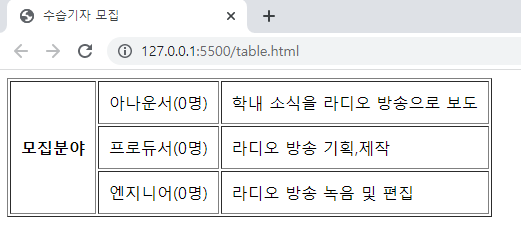 수습기자 모집
127.0.0.1:5500/table.html
모집분야
아나운서(0명) 학내 소식을 라디오 방송으로 보도
프로듀서(0명) 라디오 방송 기획,제작
엔지니어(0명) 라디오 방송 녹음 및 편집